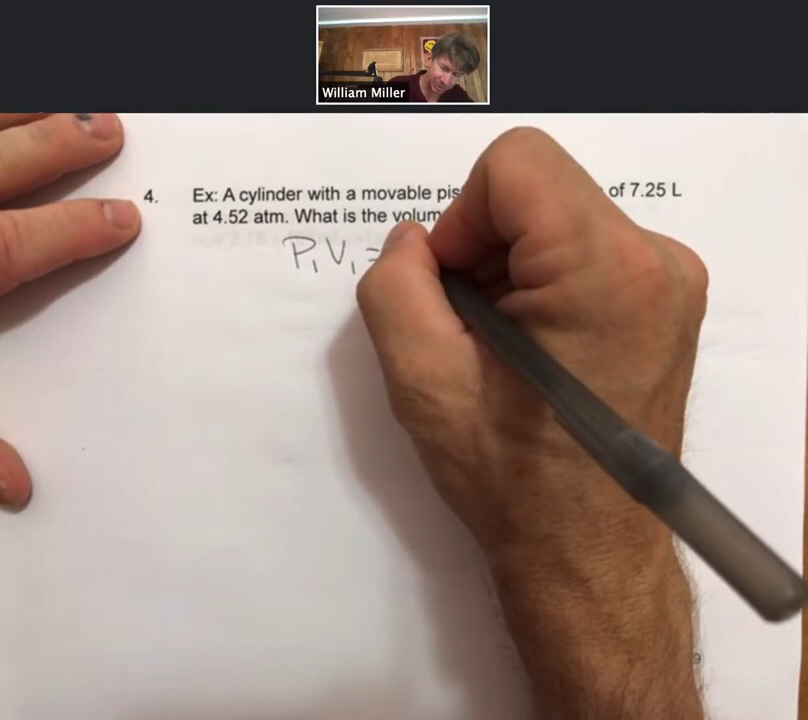 William Miller
4. Ex: A cylinder with a movable pis of 7.25 L
at 4.52 atm. What is the volum
P₁V₁ =